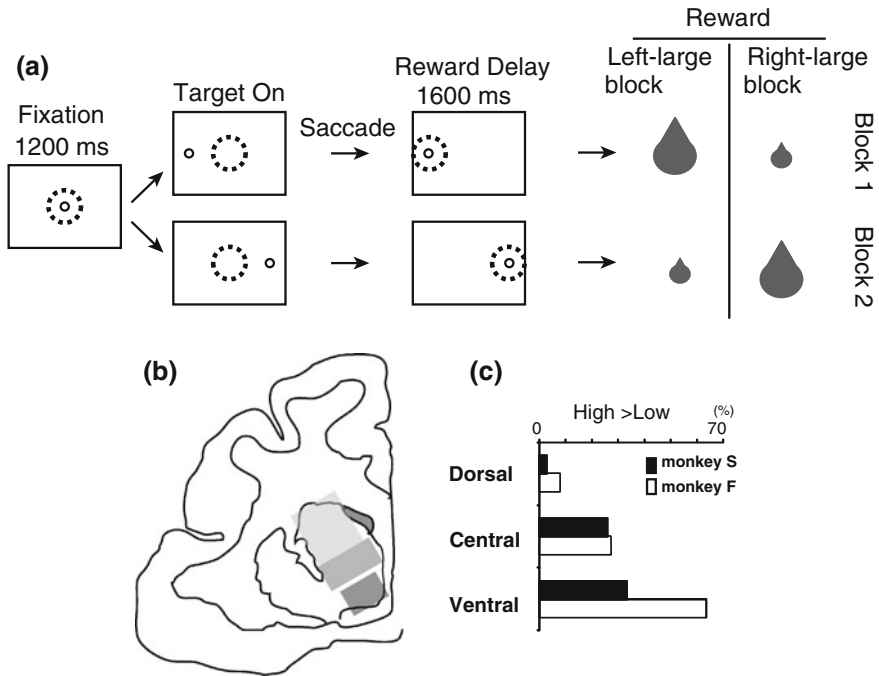 (a)
Fixation
1200 ms
Target On
Saccade
Reward Delay
1600 ms
Reward
Left-large
block
Right-large
block
Block 1
Block 2
(b)
(c)
High >Low
(%)
0
70
monkey S
monkey F
Dorsal
Central
Ventral